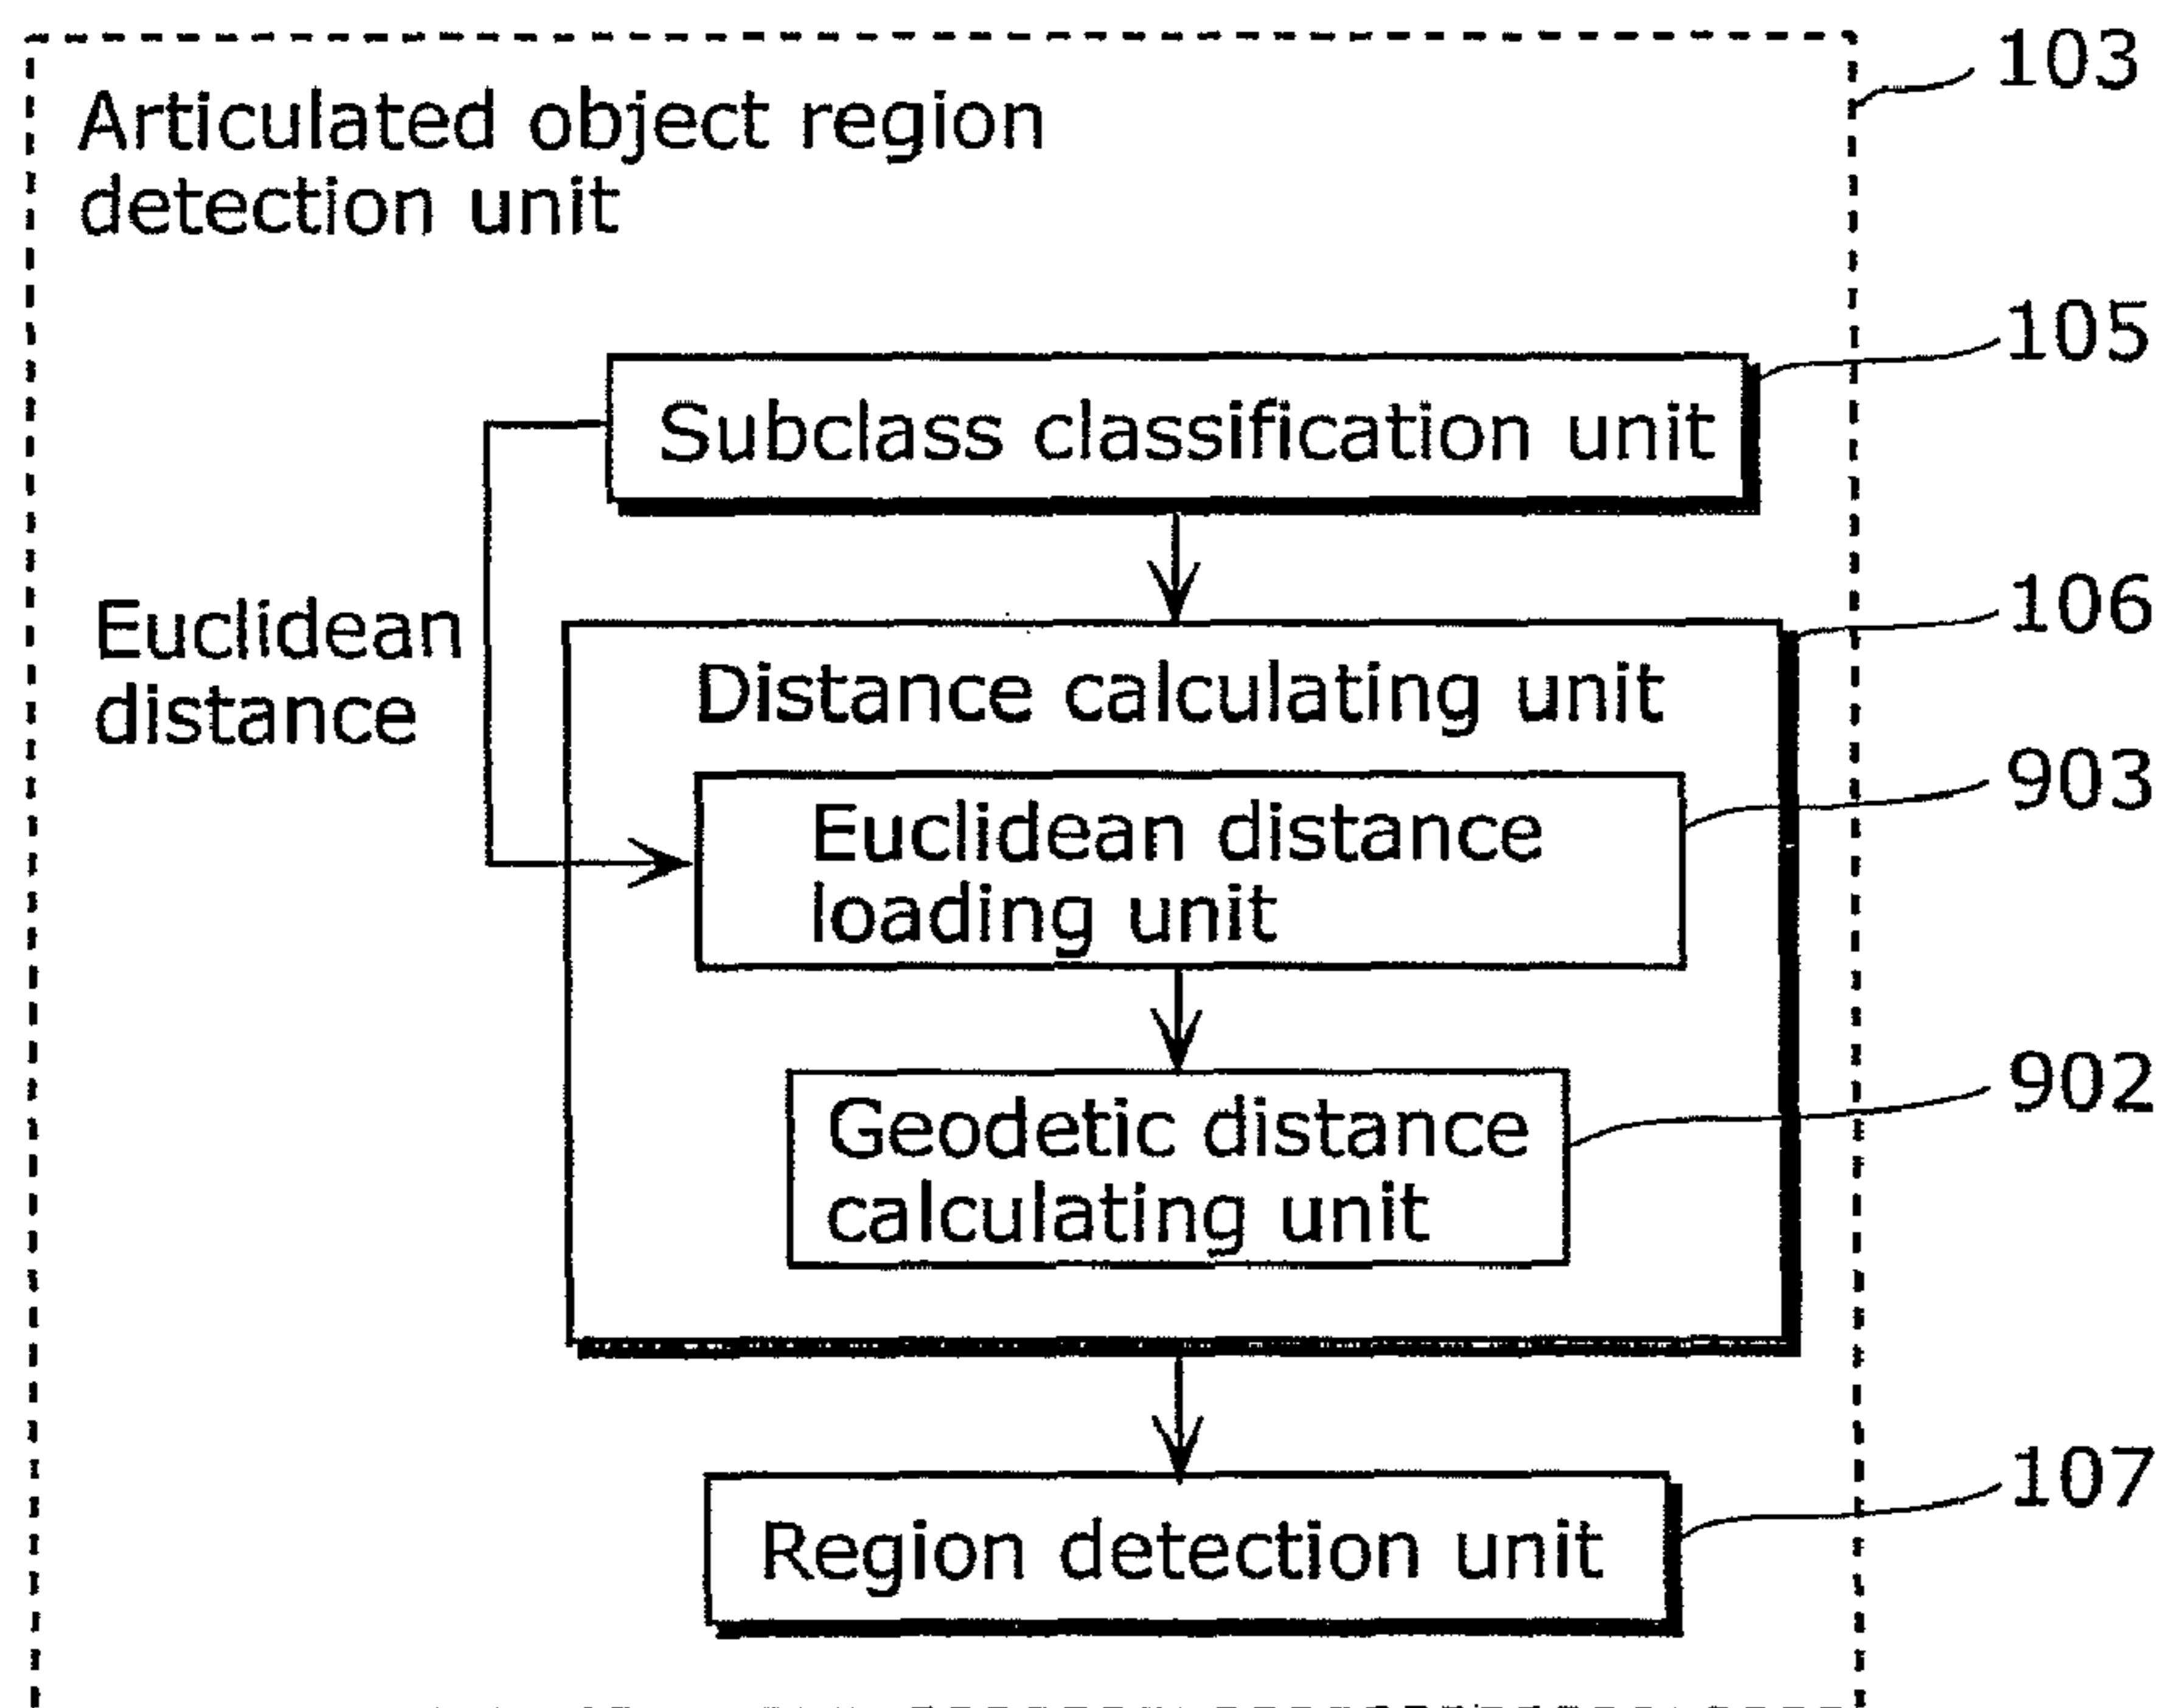 103
Articulated object region
detection unit
105
Subclass classification unit
106
Euclidean
distance
Distance calculating unit
903
Euclidean distance
loading unit
902
Geodetic distance
calculating unit
107
Region detection unit